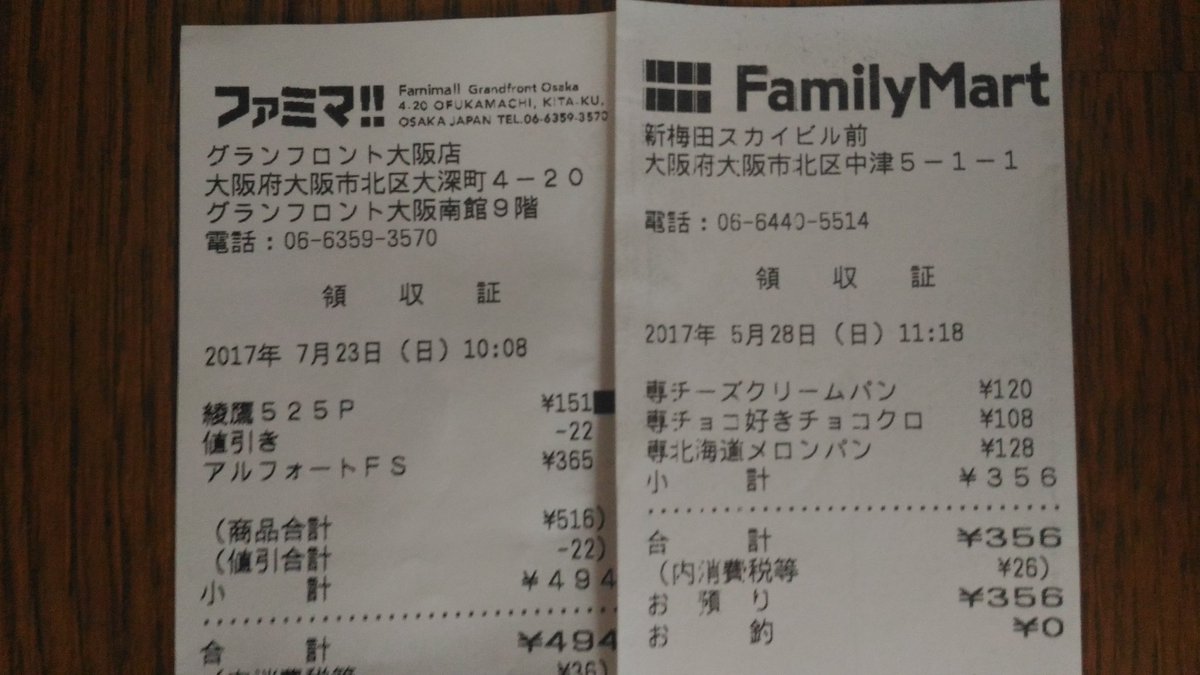 ファミマ!!
Famima!! Grandfront Osaka
4-20 OFUKAMACHI, KITA-KU,
OSAKA JAPAN TEL.06-6359-3570
グランフロント大阪店
大阪府大阪市北区大深町4-20
グランフロント大阪南館9階
電話:06-6359-3570
領収証
2017年 7月23日(日)10:08
綾鷹525P ¥151
値引き -22
アルフォートFS ¥365
(商品合計 ¥516)
(値引合計 -22)
小計 ¥494
合計 ¥494
(内消費税等 ¥36)
FamilyMart
新梅田スカイビル前
大阪府大阪市北区中津5-1-1
電話:06-6440-5514
領収証
2017年 5月28日(日)11:18
専チーズクリームパン ¥120
専チョコ好きチョコクロ ¥108
専北海道メロンパン ¥128
小計 ¥356
合計 ¥356
(内消費税等 ¥26)
お預り ¥356
お釣 ¥0